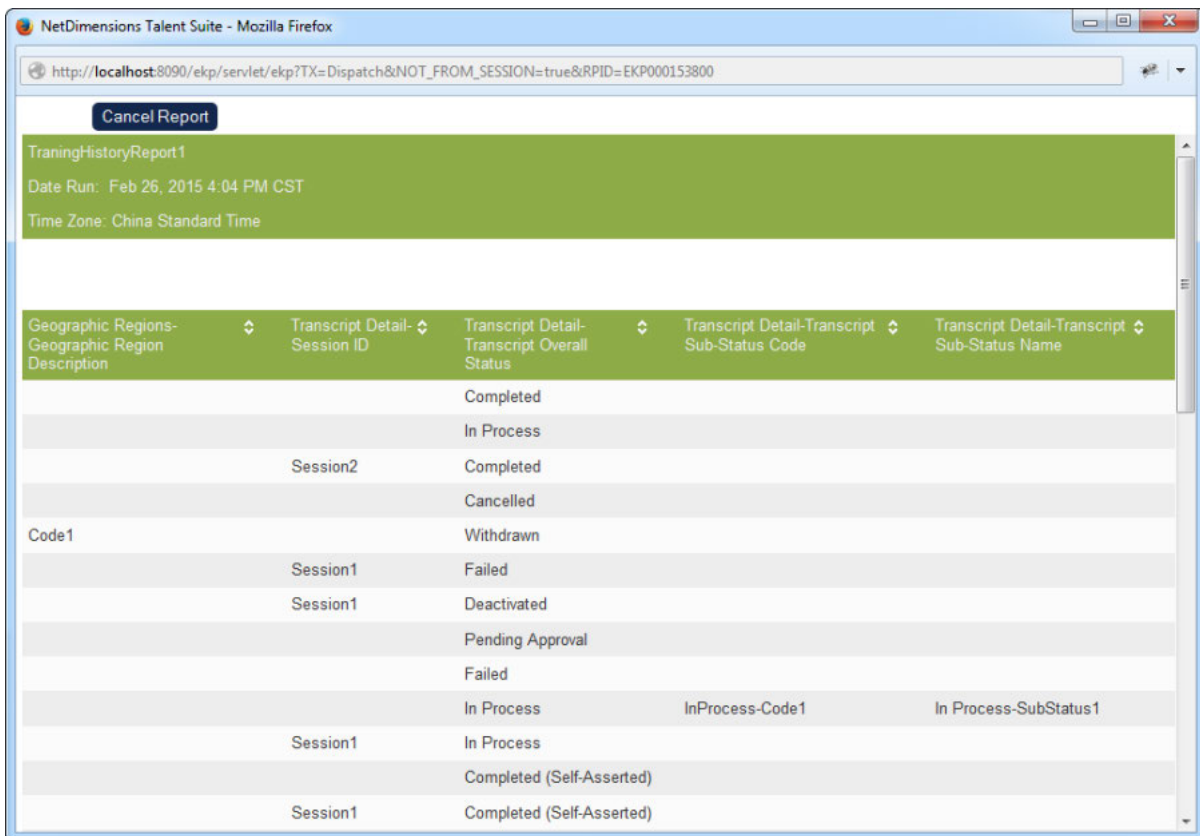 NetDimensions Talent Suite - Mozilla Firefox
http://localhost:8090/ekp/servlet/ekp?TX=Dispatch&NOT_FROM_SESSION=true&RPID=EKP000153800
Cancel Report
TraningHistoryReport1
Date Run: Feb 26, 2015 4:04 PM CST
Time Zone: China Standard Time
Geographic Regions- Transcript Detail- Transcript Detail- Transcript Detail-Transcript Transcript Detail-Transcript
Geographic Region Session ID Transcript Overall Sub-Status Code Sub-Status Name
Description Status
Completed
In Process
Session2 Completed
Cancelled
Code1 Withdrawn
Session1 Failed
Session1 Deactivated
Pending Approval
Failed
In Process InProcess-Code1 In Process-SubStatus1
Session1 In Process
Completed (Self-Asserted)
Session1 Completed (Self-Asserted)